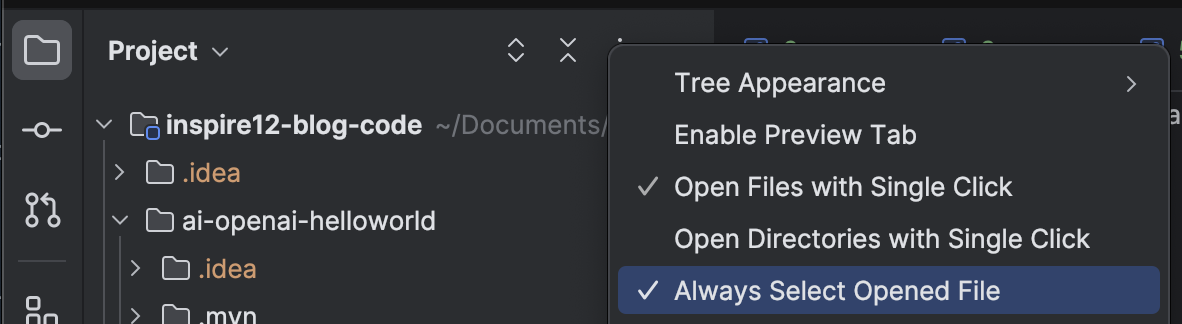 Project
Tree Appearance
Enable Preview Tab
Open Files with Single Click
Open Directories with Single Click
Always Select Opened File
inspire12-blog-code ~/Documents/
.idea
ai-openai-helloworld
.idea
.mvn